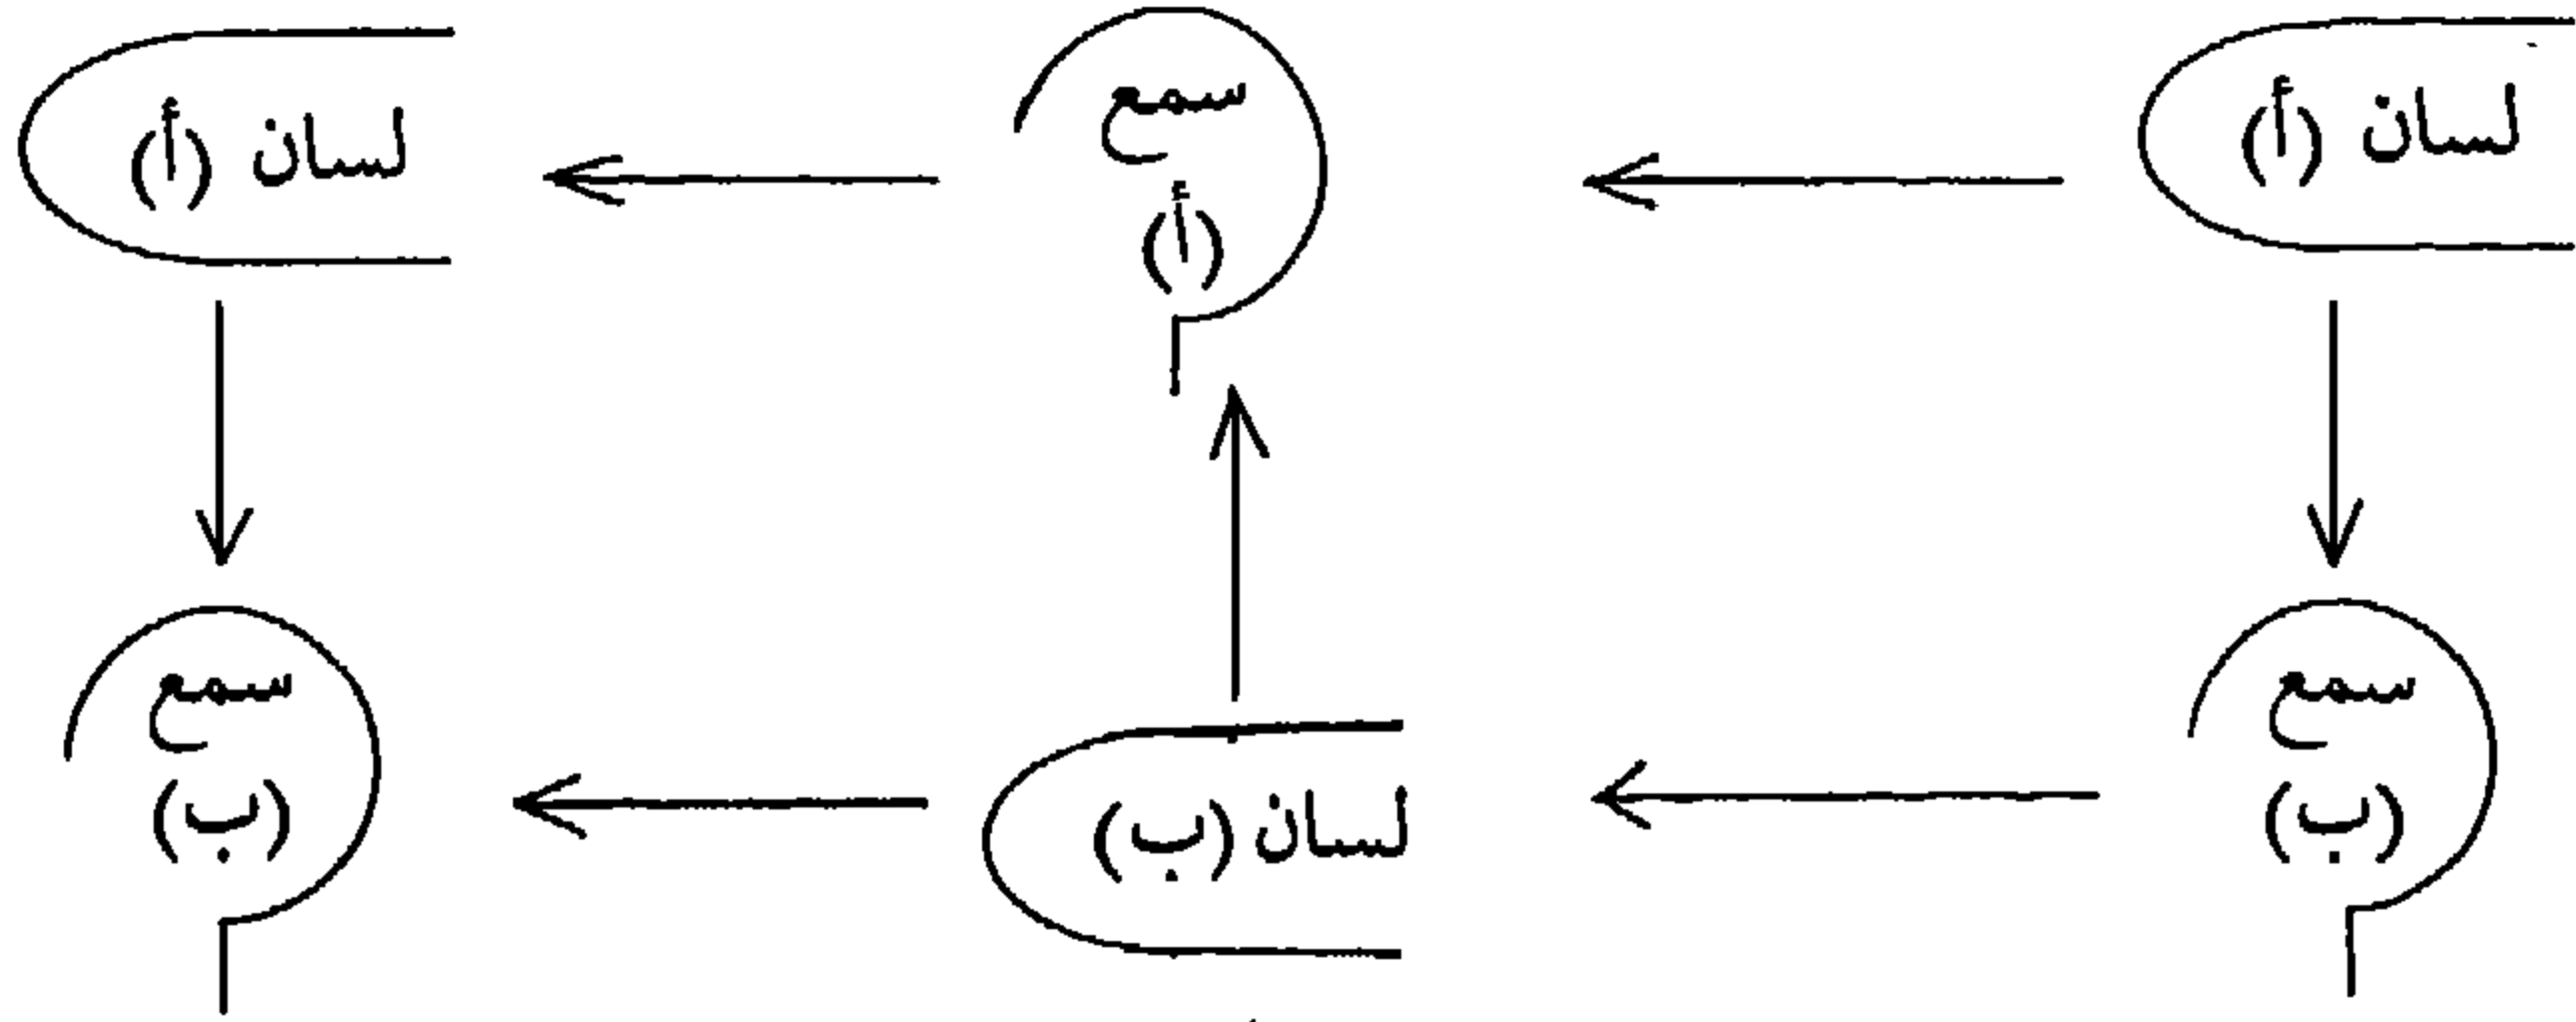 لسان (أ)
سمع
(أ)
لسان (أ)
سمع
(ب)
لسان (ب)
سمع
(ب)